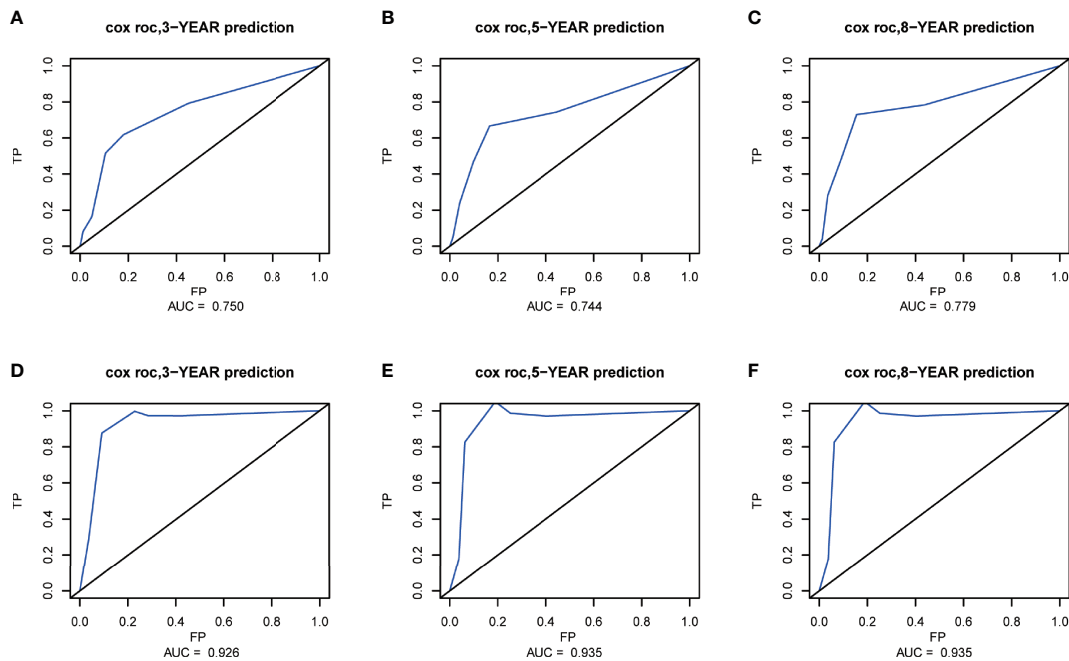 A
cox roc,3−YEAR prediction
TP
1.0
0.8
0.6
0.4
0.2
0.0
0.0 0.2 0.4 0.6 0.8 1.0
FP
AUC = 0.750
B
cox roc,5−YEAR prediction
TP
1.0
0.8
0.6
0.4
0.2
0.0
0.0 0.2 0.4 0.6 0.8 1.0
FP
AUC = 0.744
C
cox roc,8−YEAR prediction
TP
1.0
0.8
0.6
0.4
0.2
0.0
0.0 0.2 0.4 0.6 0.8 1.0
FP
AUC = 0.779
D
cox roc,3−YEAR prediction
TP
1.0
0.8
0.6
0.4
0.2
0.0
0.0 0.2 0.4 0.6 0.8 1.0
FP
AUC = 0.926
E
cox roc,5−YEAR prediction
TP
1.0
0.8
0.6
0.4
0.2
0.0
0.0 0.2 0.4 0.6 0.8 1.0
FP
AUC = 0.935
F
cox roc,8−YEAR prediction
TP
1.0
0.8
0.6
0.4
0.2
0.0
0.0 0.2 0.4 0.6 0.8 1.0
FP
AUC = 0.935